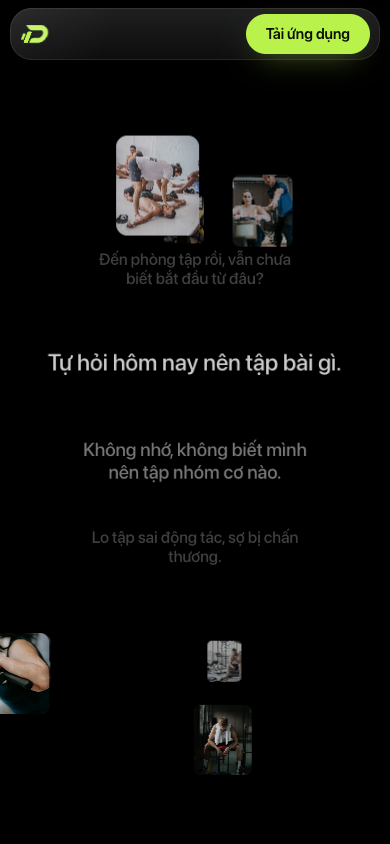 Tải ứng dụng
Đến phòng tập rồi, vẫn chưa
biết bắt đầu từ đâu?
Tự hỏi hôm nay nên tập bài gì.
Không nhớ, không biết mình
nên tập nhóm cơ nào.
Lo tập sai động tác, sợ bị chấn
thương.